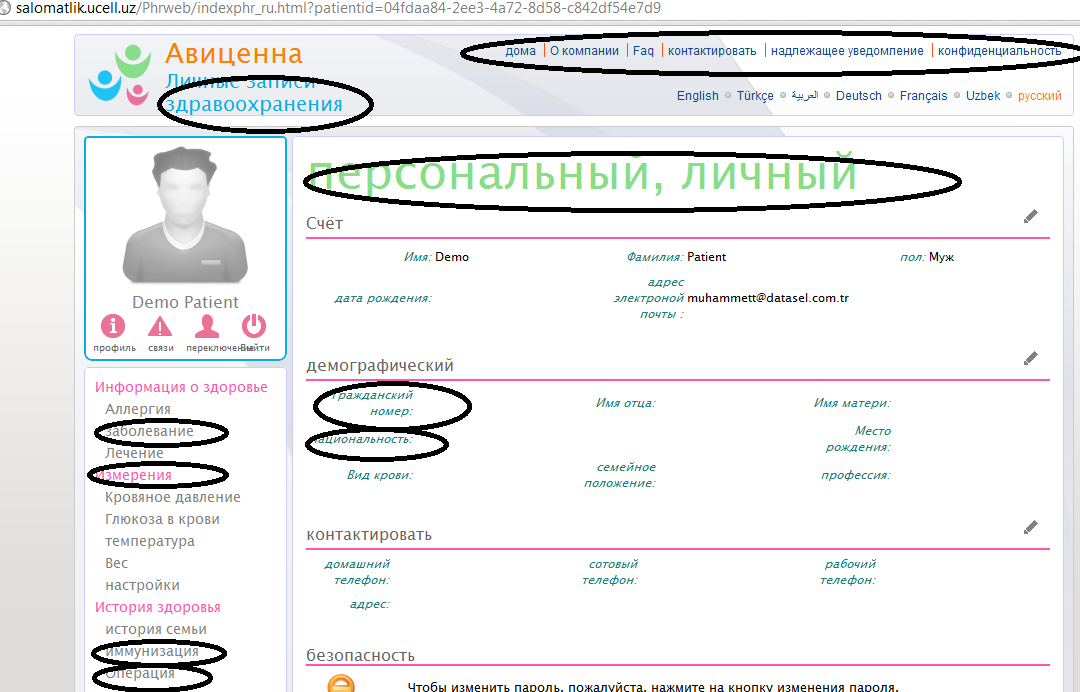 salomatlik.ucell.uz/Phrweb/indexphr_ru.html?patientid=04fdaa84-2ee3-4a72-8d58-c842df54e7d9
Авиценна
Личные записи
здравоохранения
дома О компании Faq контактировать надлежащее уведомление конфиденциальность
English Türkçe العربية Deutsch Français Uzbek русский
Demo Patient
профиль связи переключение Выйти
Информация о здоровье
Аллергия
заболевание
Лечение
Измерения
Кровяное давление
Глюкоза в крови
температура
Вес
настройки
История здоровья
история семьи
иммунизация
Операция
персональный, личный
Счёт
Имя: Demo Фамилия: Patient пол: Муж
дата рождения: адрес электроной почты : muhammett@datasel.com.tr
демографический
Гражданский номер: Имя отца: Имя матери:
национальность: Место рождения:
Вид крови: семейное положение: профессия:
контактировать
домашний телефон: сотовый телефон: рабочий телефон:
адрес:
безопасность
Чтобы изменить пароль, пожалуйста, нажмите на кнопку изменения пароля.